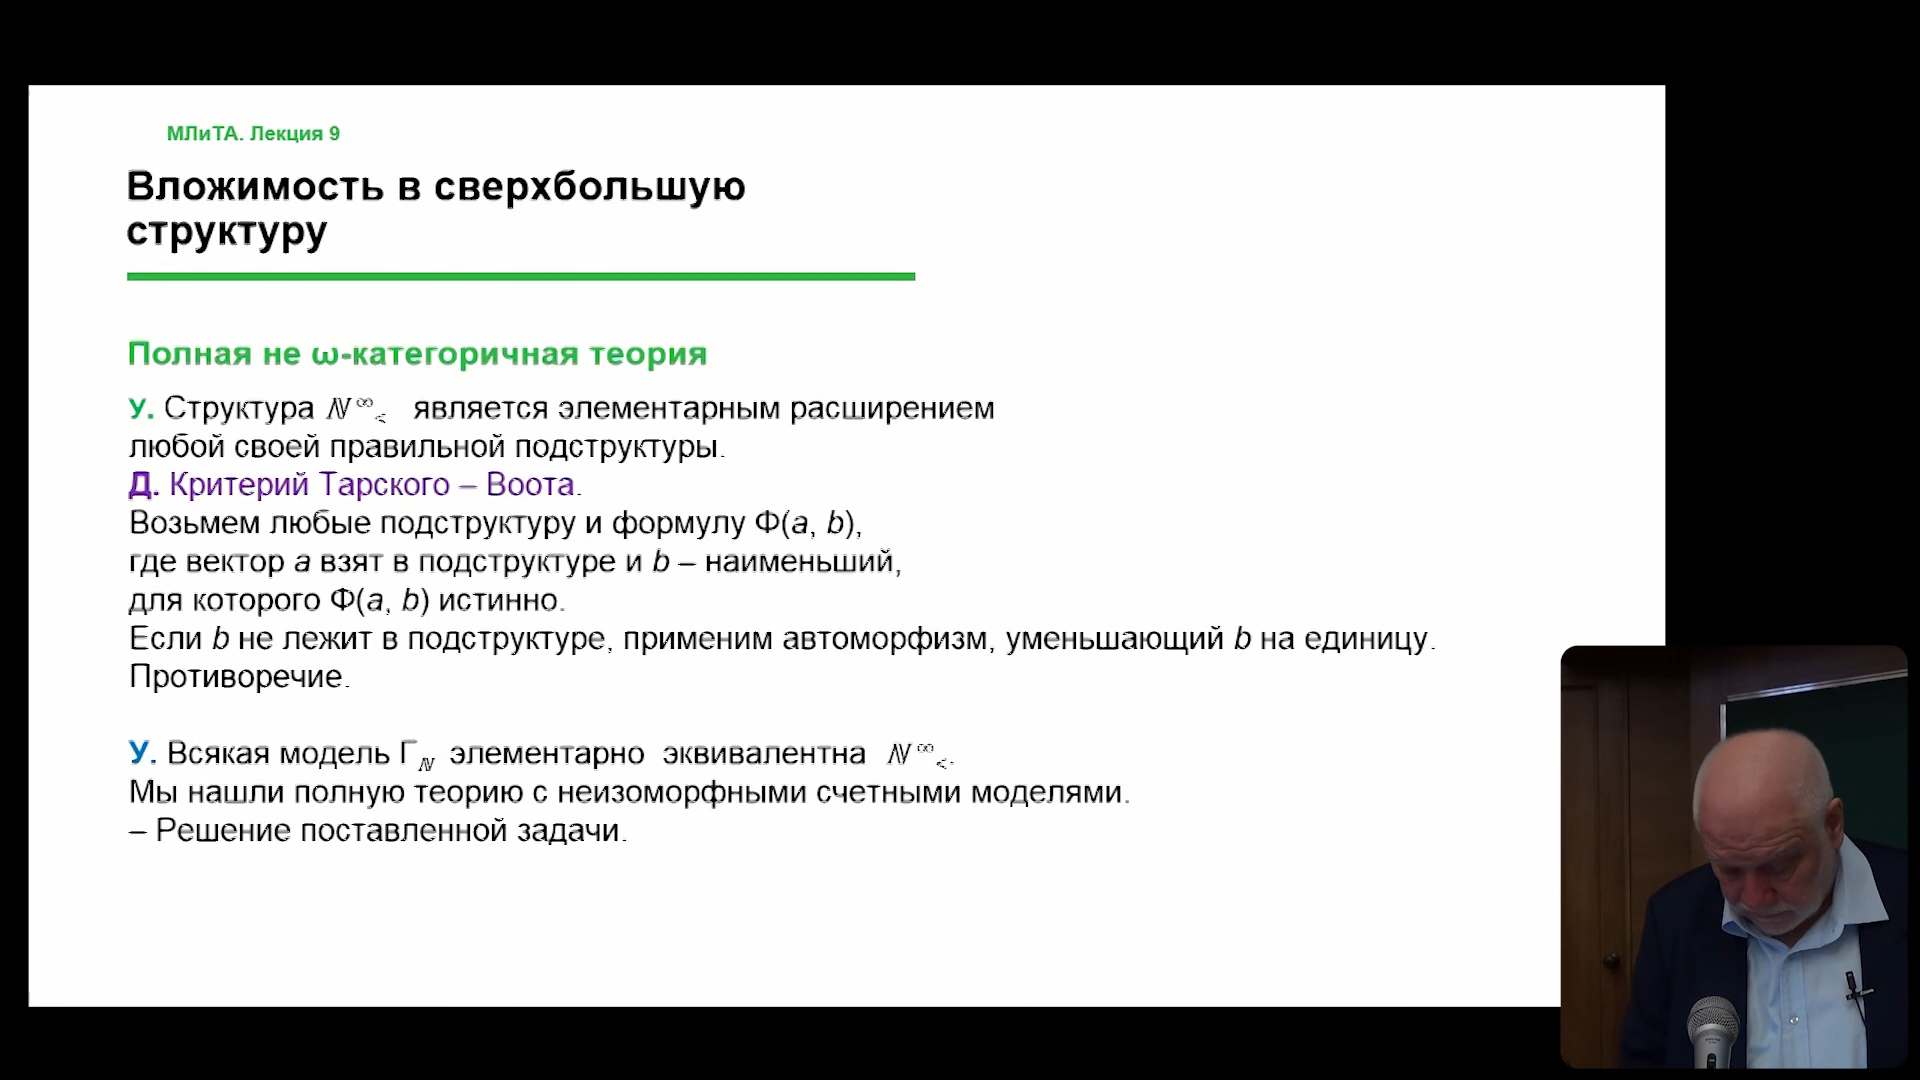 МЛиТА. Лекция 9
Вложимость в сверхбольшую
структуру
Полная не ω-категоричная теория
У. Структура ℕ^∞_< является элементарным расширением
любой своей правильной подструктуры.
Д. Критерий Тарского – Воота.
Возьмем любые подструктуру и формулу Φ(a, b),
где вектор a взят в подструктуре и b – наименьший,
для которого Φ(a, b) истинно.
Если b не лежит в подструктуре, применим автоморфизм, уменьшающий b на единицу.
Противоречие.
У. Всякая модель Γ_ℕ элементарно эквивалентна ℕ^∞_<.
Мы нашли полную теорию с неизоморфными счетными моделями.
– Решение поставленной задачи.